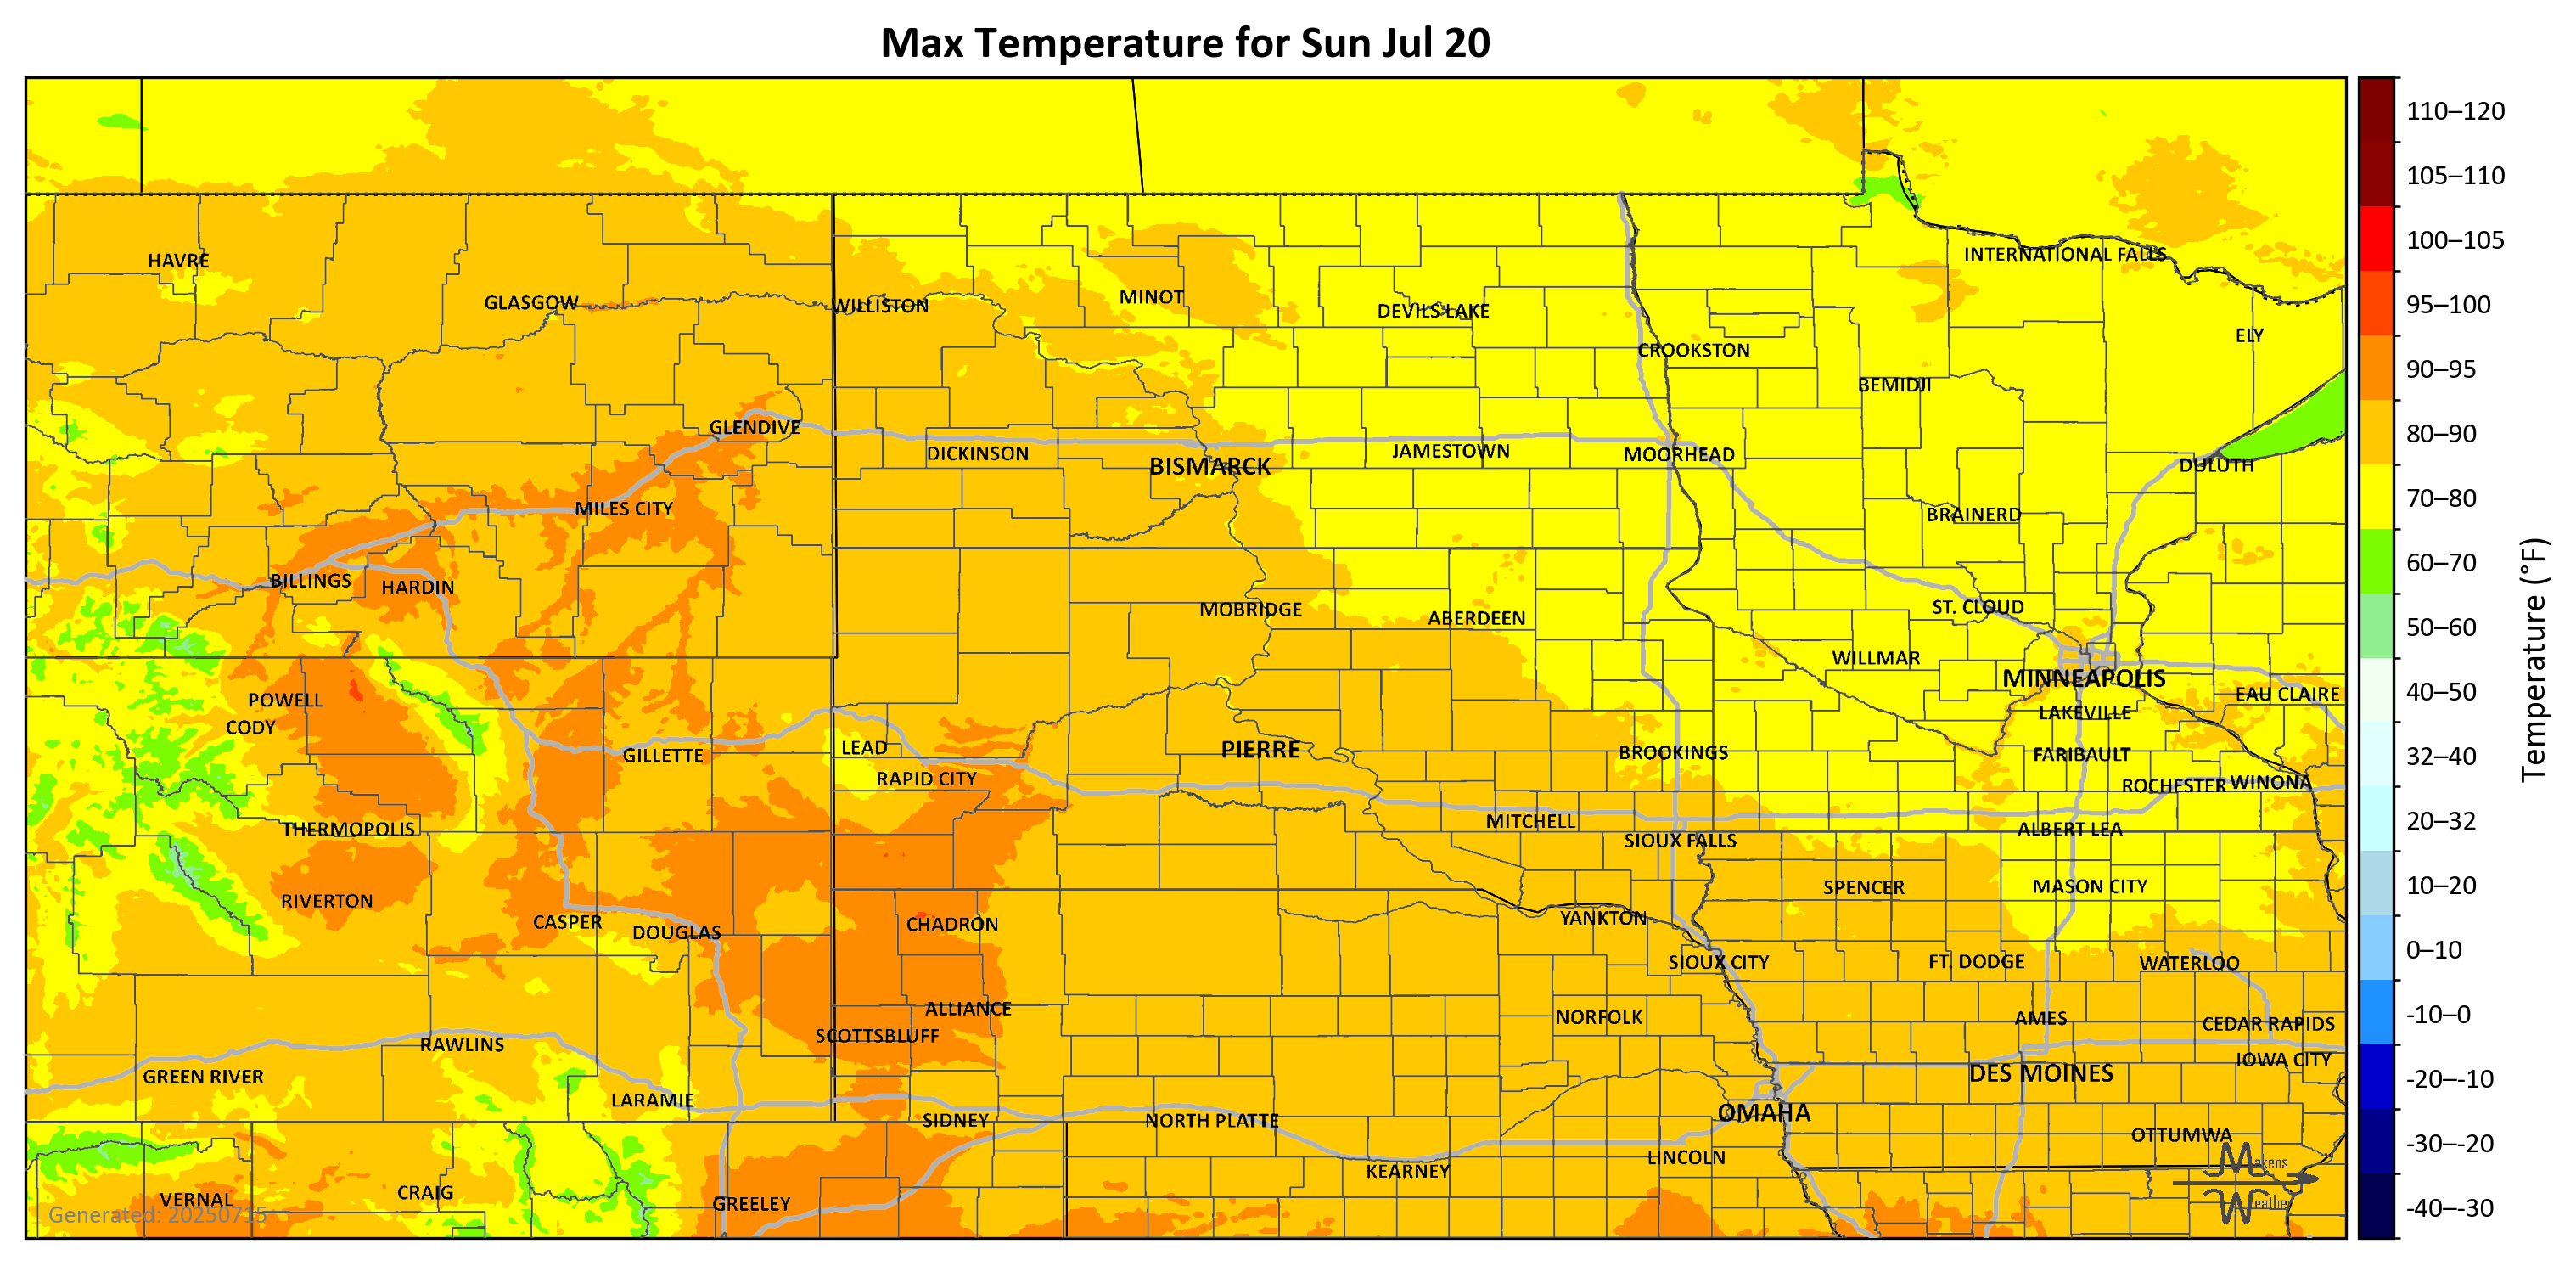 Max Temperature for Sun Jul 20
HAVRE
GLASGOW
WILLISTON
MINOT
DEVILS LAKE
INTERNATIONAL FALLS
CROOKSTON
ELY
BEMIDJI
GLENDIVE
DICKINSON
BISMARCK
JAMESTOWN
MOORHEAD
DULUTH
MILES CITY
BRAINERD
BILLINGS
HARDIN
MOBRIDGE
ABERDEEN
ST. CLOUD
WILLMAR
MINNEAPOLIS
EAU CLAIRE
POWELL
CODY
LAKEVILLE
GILLETTE
LEAD
RAPID CITY
PIERRE
BROOKINGS
FARIBAULT
ROCHESTER
WINONA
THERMOPOLIS
MITCHELL
SIOUX FALLS
ALBERT LEA
RIVERTON
CASPER
DOUGLAS
CHADRON
YANKTON
SPENCER
MASON CITY
SIOUX CITY
FT. DODGE
WATERLOO
ALLIANCE
SCOTTSBLUFF
NORFOLK
AMES
CEDAR RAPIDS
RAWLINS
GREEN RIVER
IOWA CITY
DES MOINES
LARAMIE
SIDNEY
NORTH PLATTE
OMAHA
OTTUMWA
KEARNEY
LINCOLN
VERNAL
CRAIG
GREELEY
Generated: 20250715
Makens
Weather
110–120
105–110
100–105
95–100
90–95
80–90
70–80
60–70
50–60
40–50
32–40
20–32
10–20
0–10
-10–0
-20–-10
-30–-20
-40–-30
Temperature (°F)